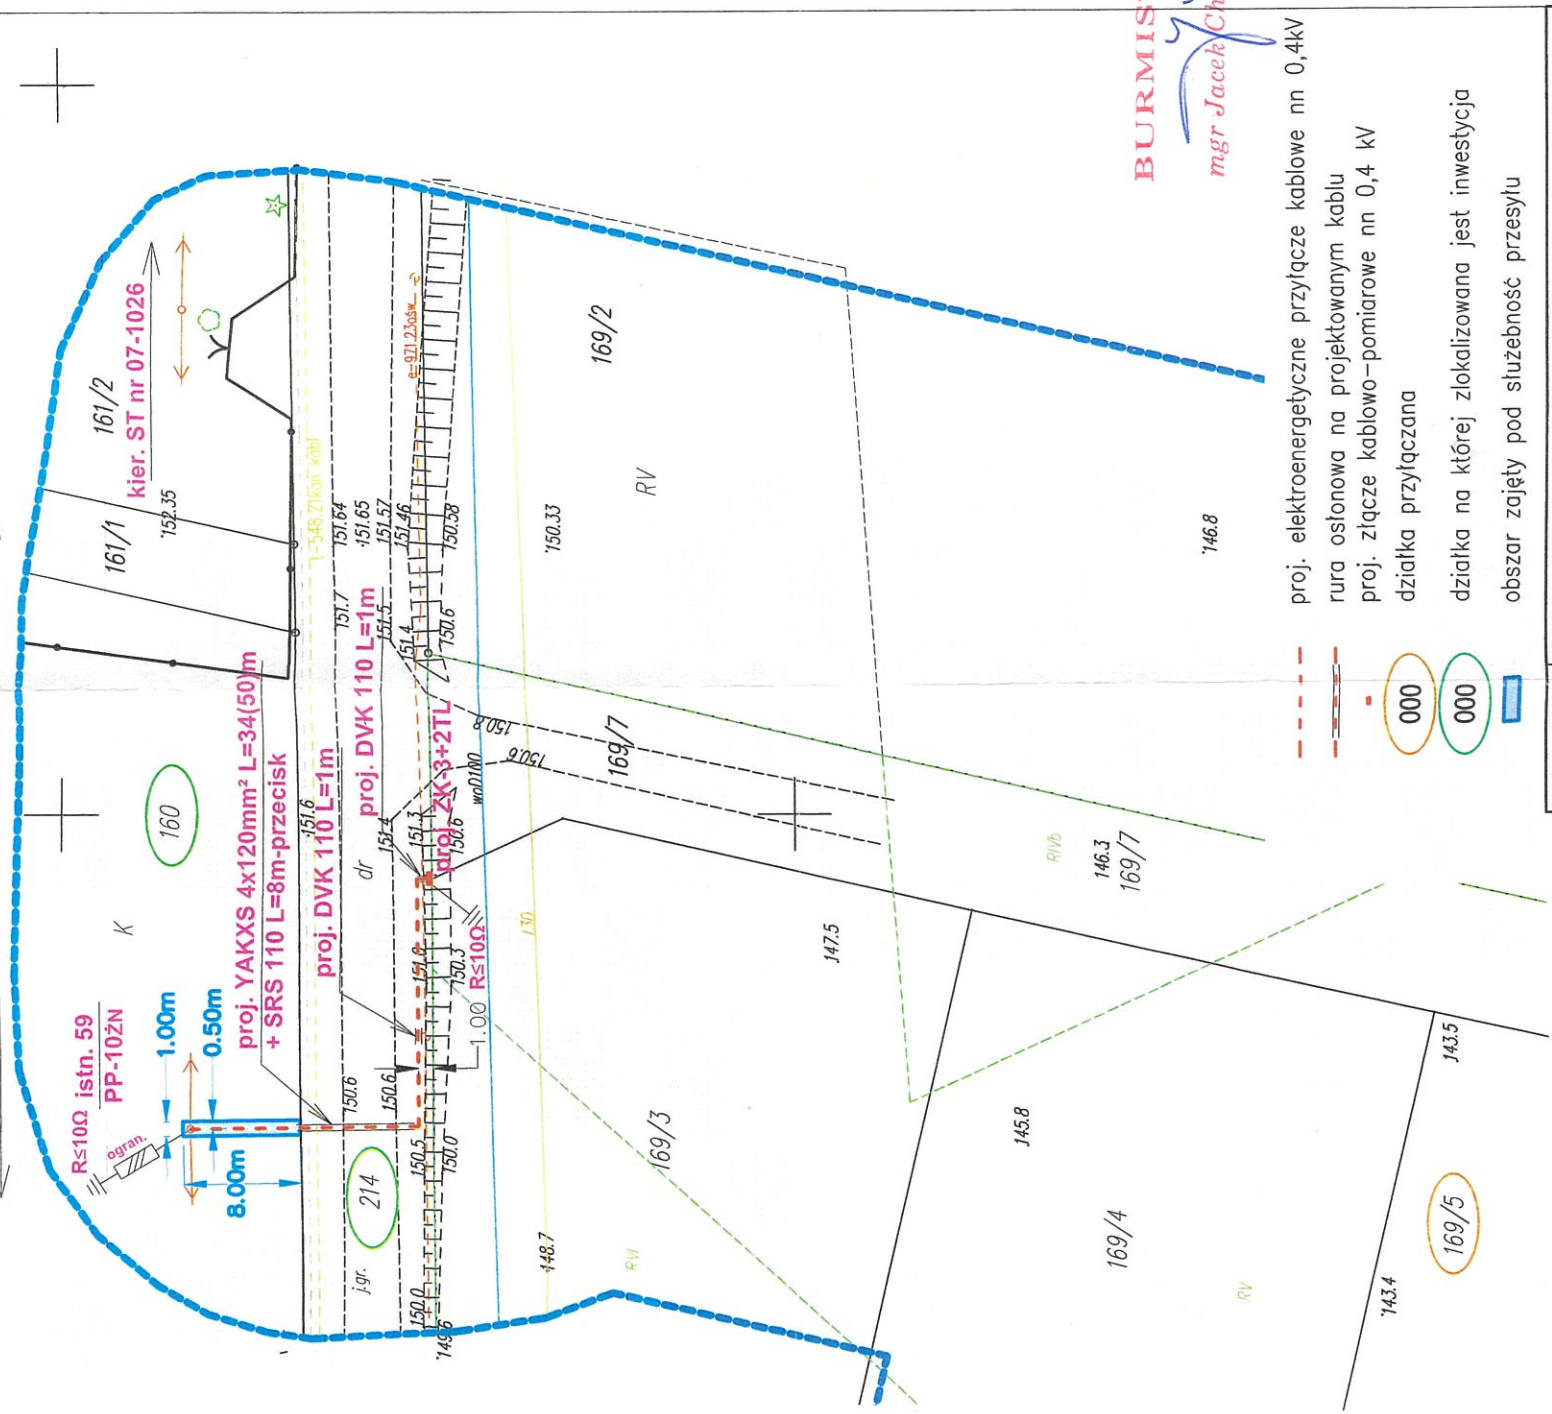 161/2
kier. ST nr 07-1026
161/1
152.35
160
K
R≤10Ω istn. 59
PP-10ŻN
ogran.
1.00m
0.50m
8.00m
proj. YAKXS 4x120mm² L=34(50)m
+ SRS 110 L=8m-przecisk
proj. DVK 110 L=1m
proj. DVK 110 L=1m
proj. ZK-3+2TL
R≤10Ω
1.00
214
j.gr.
dr
151.6
151.7
151.64
151.65
151.57
151.46
150.58
151.5
151.4
150.6
151.4
151.3
150.6
150.8
150.6
woD100
150.3
150.6
150.6
150.5
150.0
150.0
149.6
148.7
169/2
RV
150.33
146.8
169/7
169/7
146.3
RIVb
147.5
169/3
RVI
145.8
169/4
RV
143.5
143.4
169/5
BURMIS
mgr Jacek Ch
proj. elektroenergetyczne przyłącze kablowe nn 0,4kV
rura osłonowa na projektowanym kablu
proj. złącze kablowo-pomiarowe nn 0,4 kV
000 działka przyłączana
000 działka na której zlokalizowana jest inwestycja
obszar zajęty pod służebność przesyłu